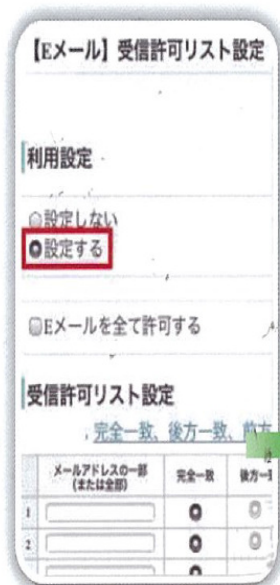 【Eメール】受信許可リスト設定
利用設定
設定しない
設定する
Eメールを全て許可する
受信許可リスト設定
完全一致、後方一致、前方
メールアドレスの一部
(または全部)
完全一致
後方一致
1
2